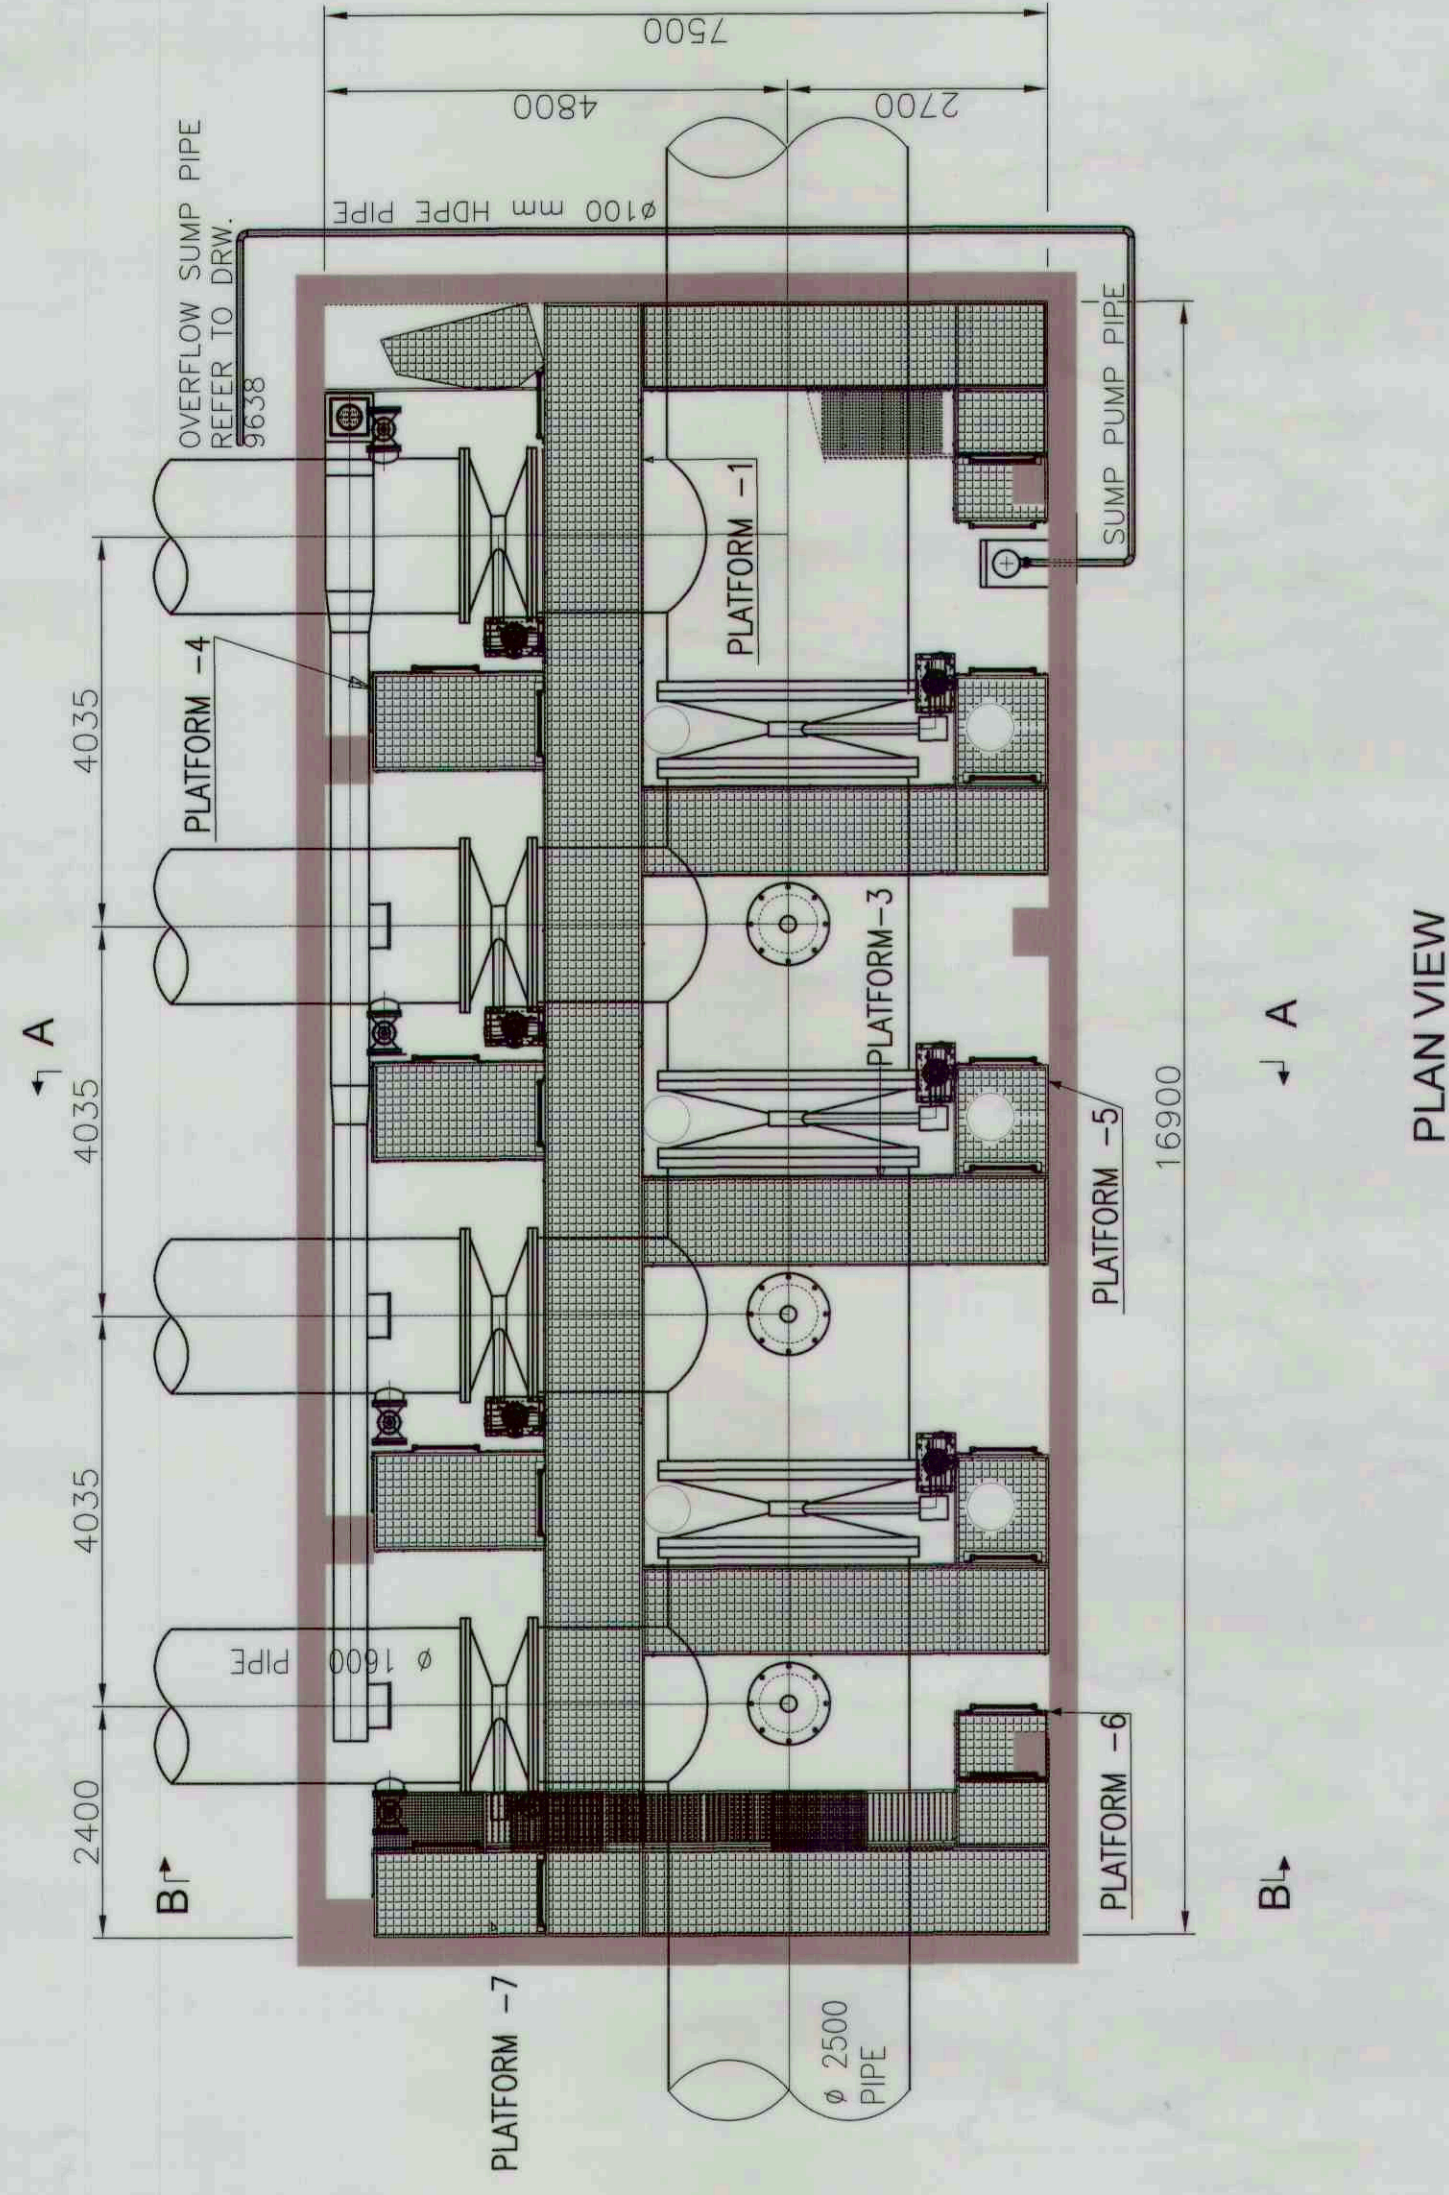 A
2400
4035
4035
4035
B
PLATFORM -4
OVERFLOW SUMP PIPE
REFER TO DRW.
9638
Ø 1600 PIPE
Ø100 mm HDPE PIPE
4800
2700
7500
PLATFORM -7
PLATFORM -1
Ø 2500
PIPE
PLATFORM-3
PLATFORM -6
PLATFORM -5
SUMP PUMP PIPE
16900
B
A
PLAN VIEW